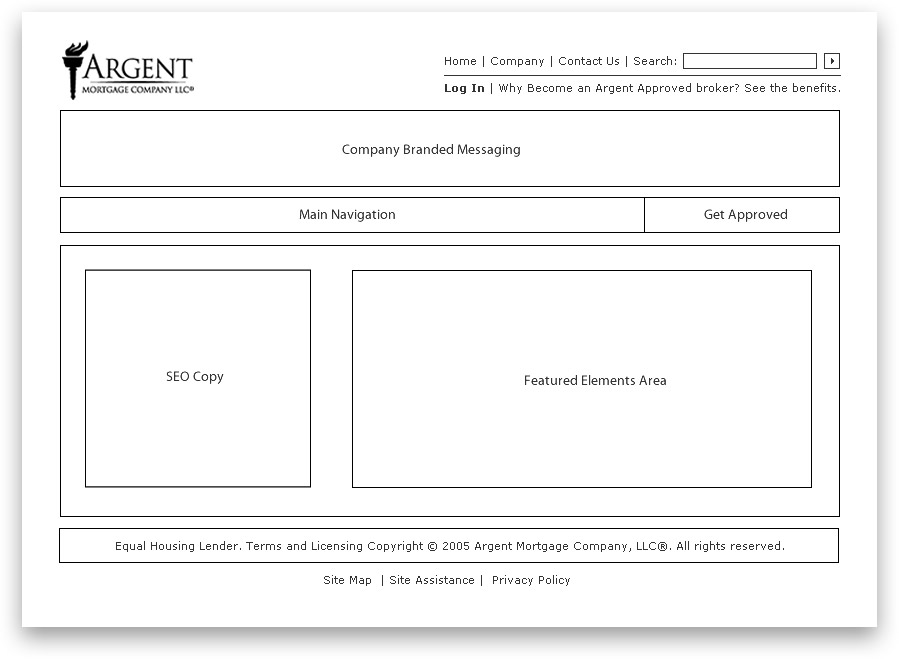 ARGENT
MORTGAGE COMPANY LLC®
Home | Company | Contact Us | Search:
Log In | Why Become an Argent Approved broker? See the benefits.
Company Branded Messaging
Main Navigation
Get Approved
SEO Copy
Featured Elements Area
Equal Housing Lender. Terms and Licensing Copyright © 2005 Argent Mortgage Company, LLC®. All rights reserved.
Site Map | Site Assistance | Privacy Policy